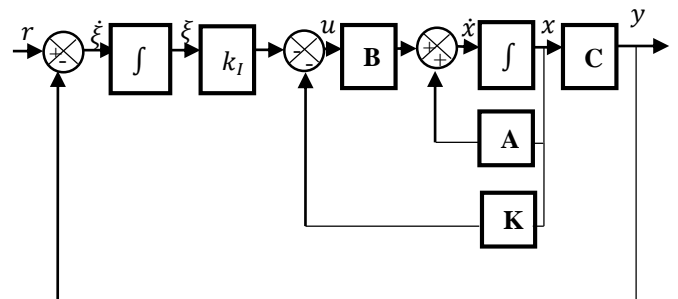 r
+
-
ξ̇
∫
ξ
k_I
-
-
u
B
+
+
ẋ
∫
x
C
y
A
K